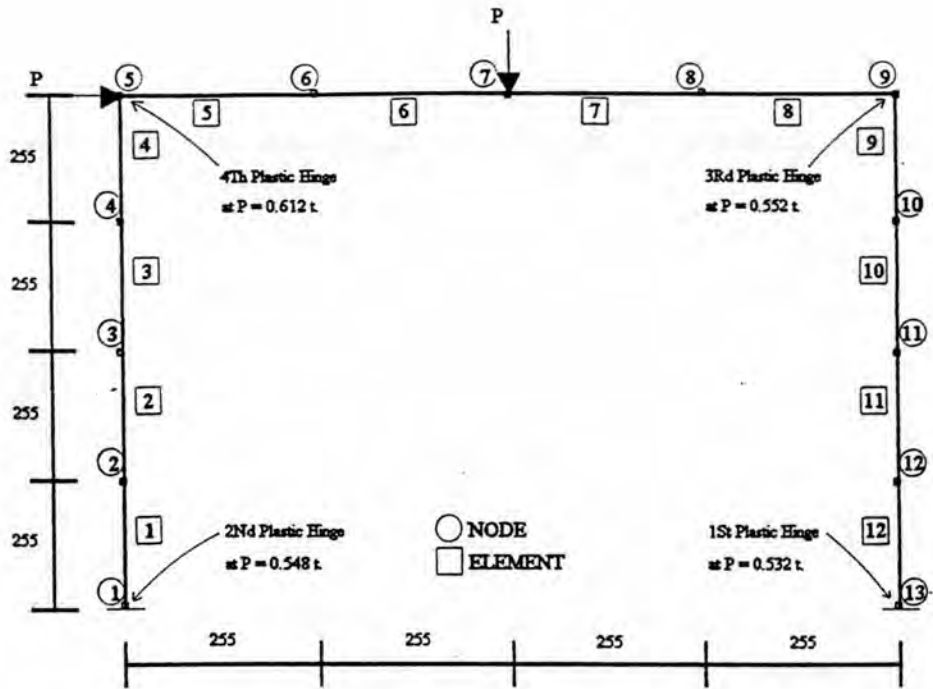 P
P
5
6
7
8
9
5
6
7
8
4
9
255
4Th Plastic Hinge
at P = 0.612 t.
3Rd Plastic Hinge
at P = 0.552 t.
4
10
3
10
255
3
11
2
11
255
2
12
2Nd Plastic Hinge
at P = 0.548 t.
NODE
ELEMENT
1St Plastic Hinge
at P = 0.532 t.
1
12
255
1
13
255
255
255
255